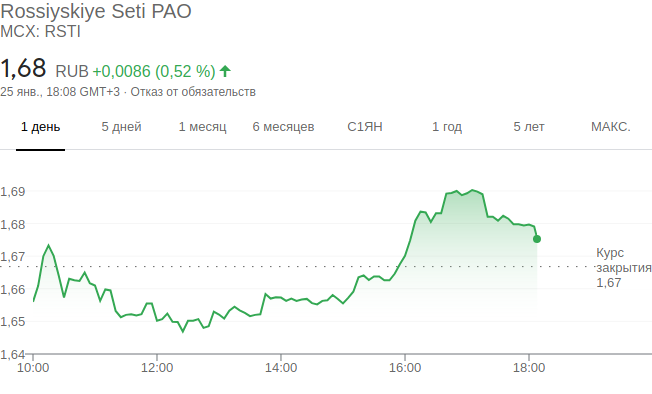 Rossiyskiye Seti PAO
MCX: RSTI
1,68 RUB +0,0086 (0,52 %)
25 янв., 18:08 GMT+3 · Отказ от обязательств
1 день 5 дней 1 месяц 6 месяцев С1ЯН 1 год 5 лет МАКС.
1,69
1,68
1,67
1,66
1,65
1,64
Курс
закрытия
1,67
10:00 12:00 14:00 16:00 18:00